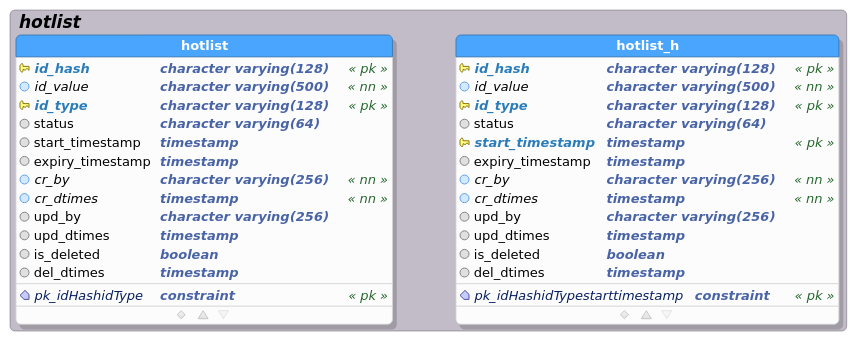 hotlist
hotlist
id_hash character varying(128) « pk »
id_value character varying(500) « nn »
id_type character varying(128) « pk »
status character varying(64)
start_timestamp timestamp
expiry_timestamp timestamp
cr_by character varying(256) « nn »
cr_dtimes timestamp « nn »
upd_by character varying(256)
upd_dtimes timestamp
is_deleted boolean
del_dtimes timestamp
pk_idHashidType constraint « pk »
hotlist_h
id_hash character varying(128) « pk »
id_value character varying(500) « nn »
id_type character varying(128) « pk »
status character varying(64)
start_timestamp timestamp « pk »
expiry_timestamp timestamp
cr_by character varying(256) « nn »
cr_dtimes timestamp « nn »
upd_by character varying(256)
upd_dtimes timestamp
is_deleted boolean
del_dtimes timestamp
pk_idHashidTypestarttimestamp constraint « pk »